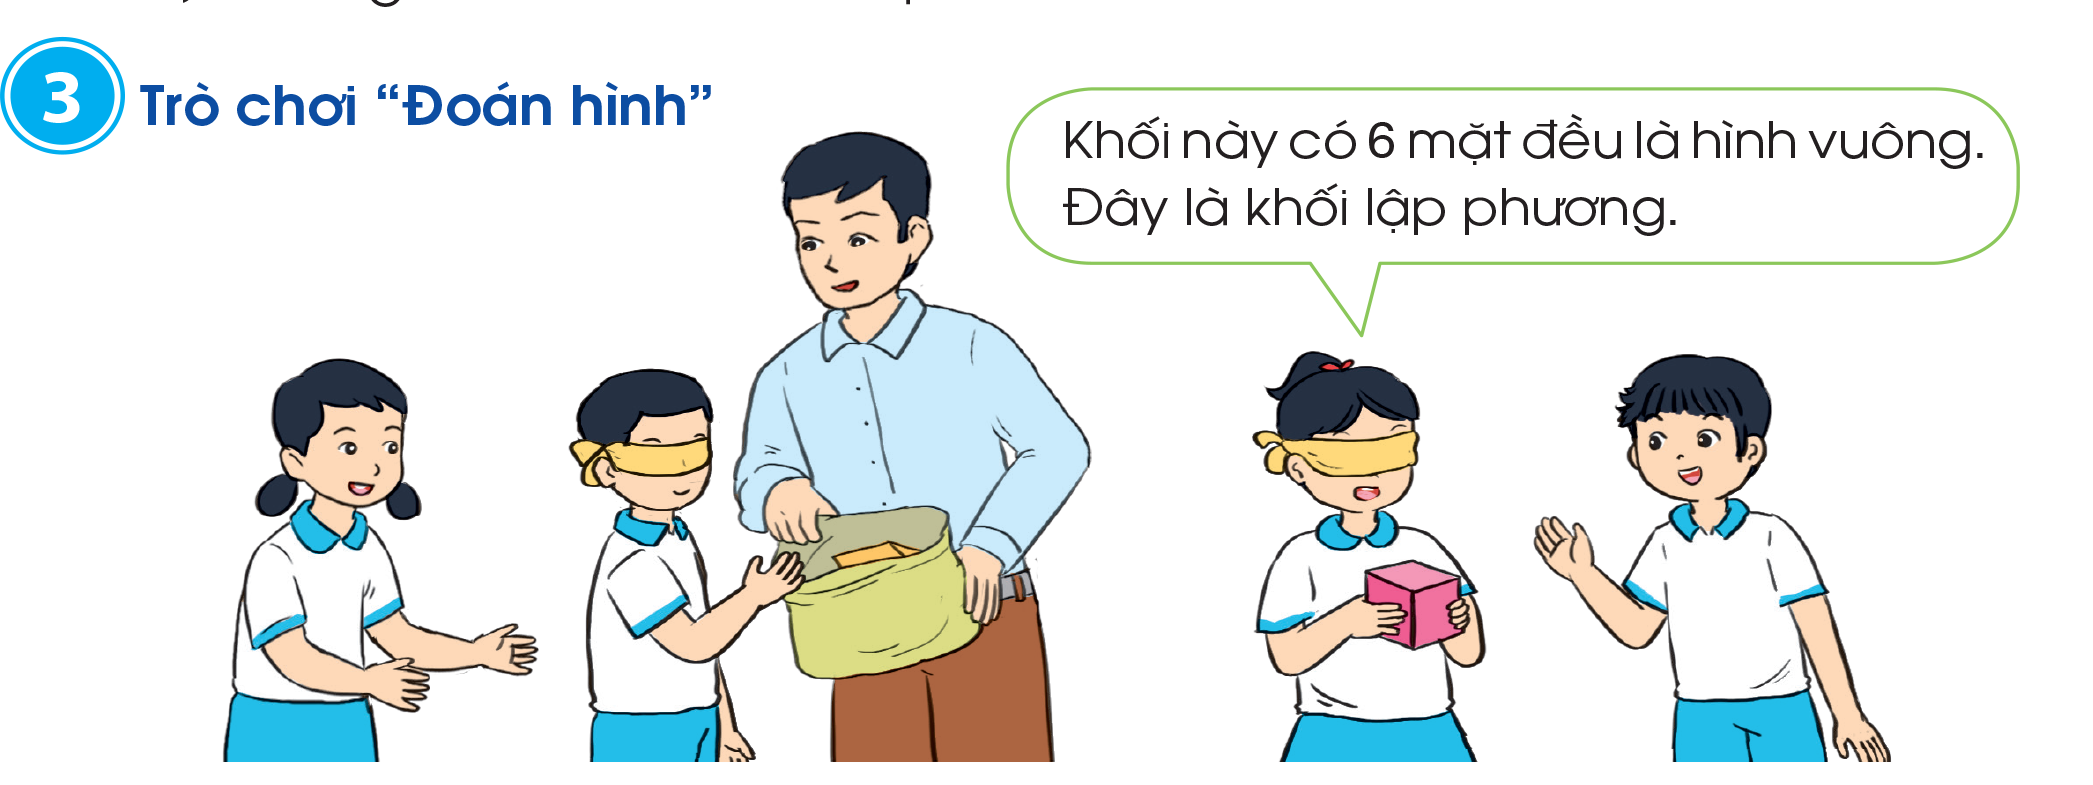 3
Trò chơi “Đoán hình”
Khối này có 6 mặt đều là hình vuông.
Đây là khối lập phương.